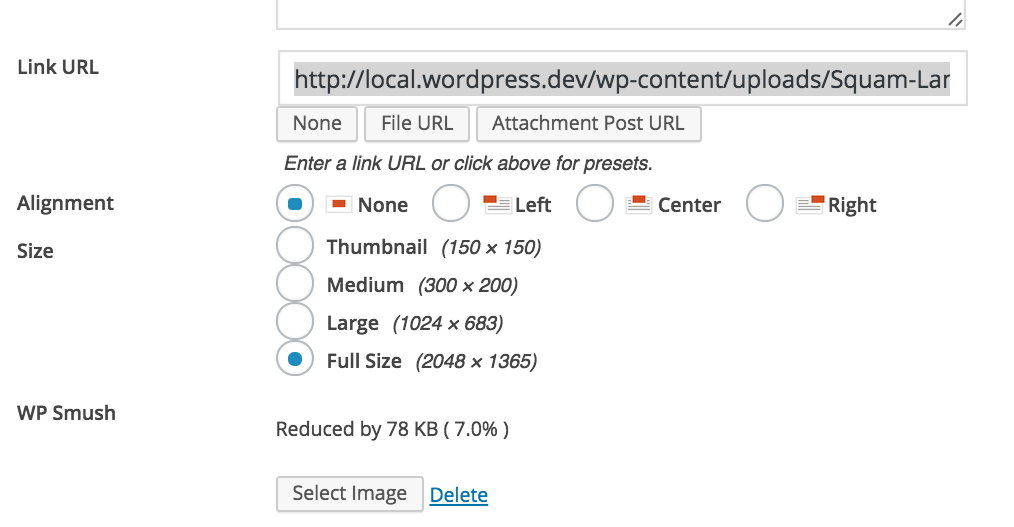 Link URL
http://local.wordpress.dev/wp-content/uploads/Squam-Lar
None File URL Attachment Post URL
Enter a link URL or click above for presets.
Alignment None Left Center Right
Size Thumbnail (150 × 150)
Medium (300 × 200)
Large (1024 × 683)
Full Size (2048 × 1365)
WP Smush
Reduced by 78 KB ( 7.0% )
Select Image Delete